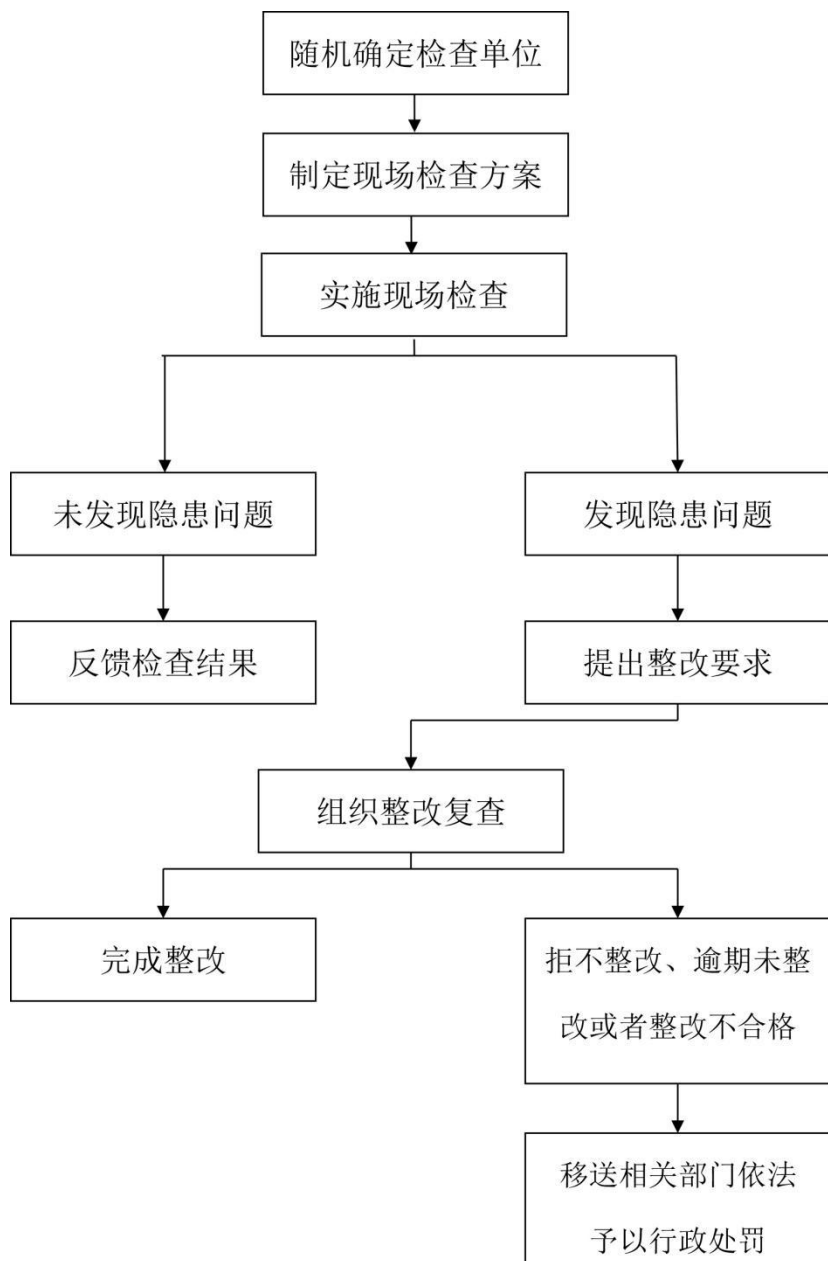 随机确定检查单位
制定现场检查方案
实施现场检查
未发现隐患问题
发现隐患问题
反馈检查结果
提出整改要求
组织整改复查
完成整改
拒不整改、逾期未整
改或者整改不合格
移送相关部门依法
予以行政处罚